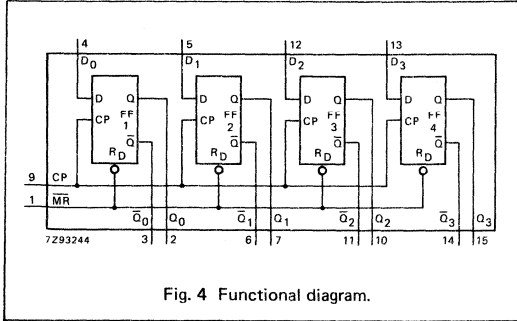 4 5 12 13
D0 D1 D2 D3
D Q D Q D Q D Q
FF FF FF FF
CP 1 CP 2 CP 3 CP 4
Q̅ Q̅ Q̅ Q̅
RD RD RD RD
9 CP
1 M̅R̅
Q̅0 Q0 Q̅1 Q1 Q̅2 Q2 Q̅3 Q3
7Z93244 3 2 6 7 11 10 14 15
Fig. 4 Functional diagram.